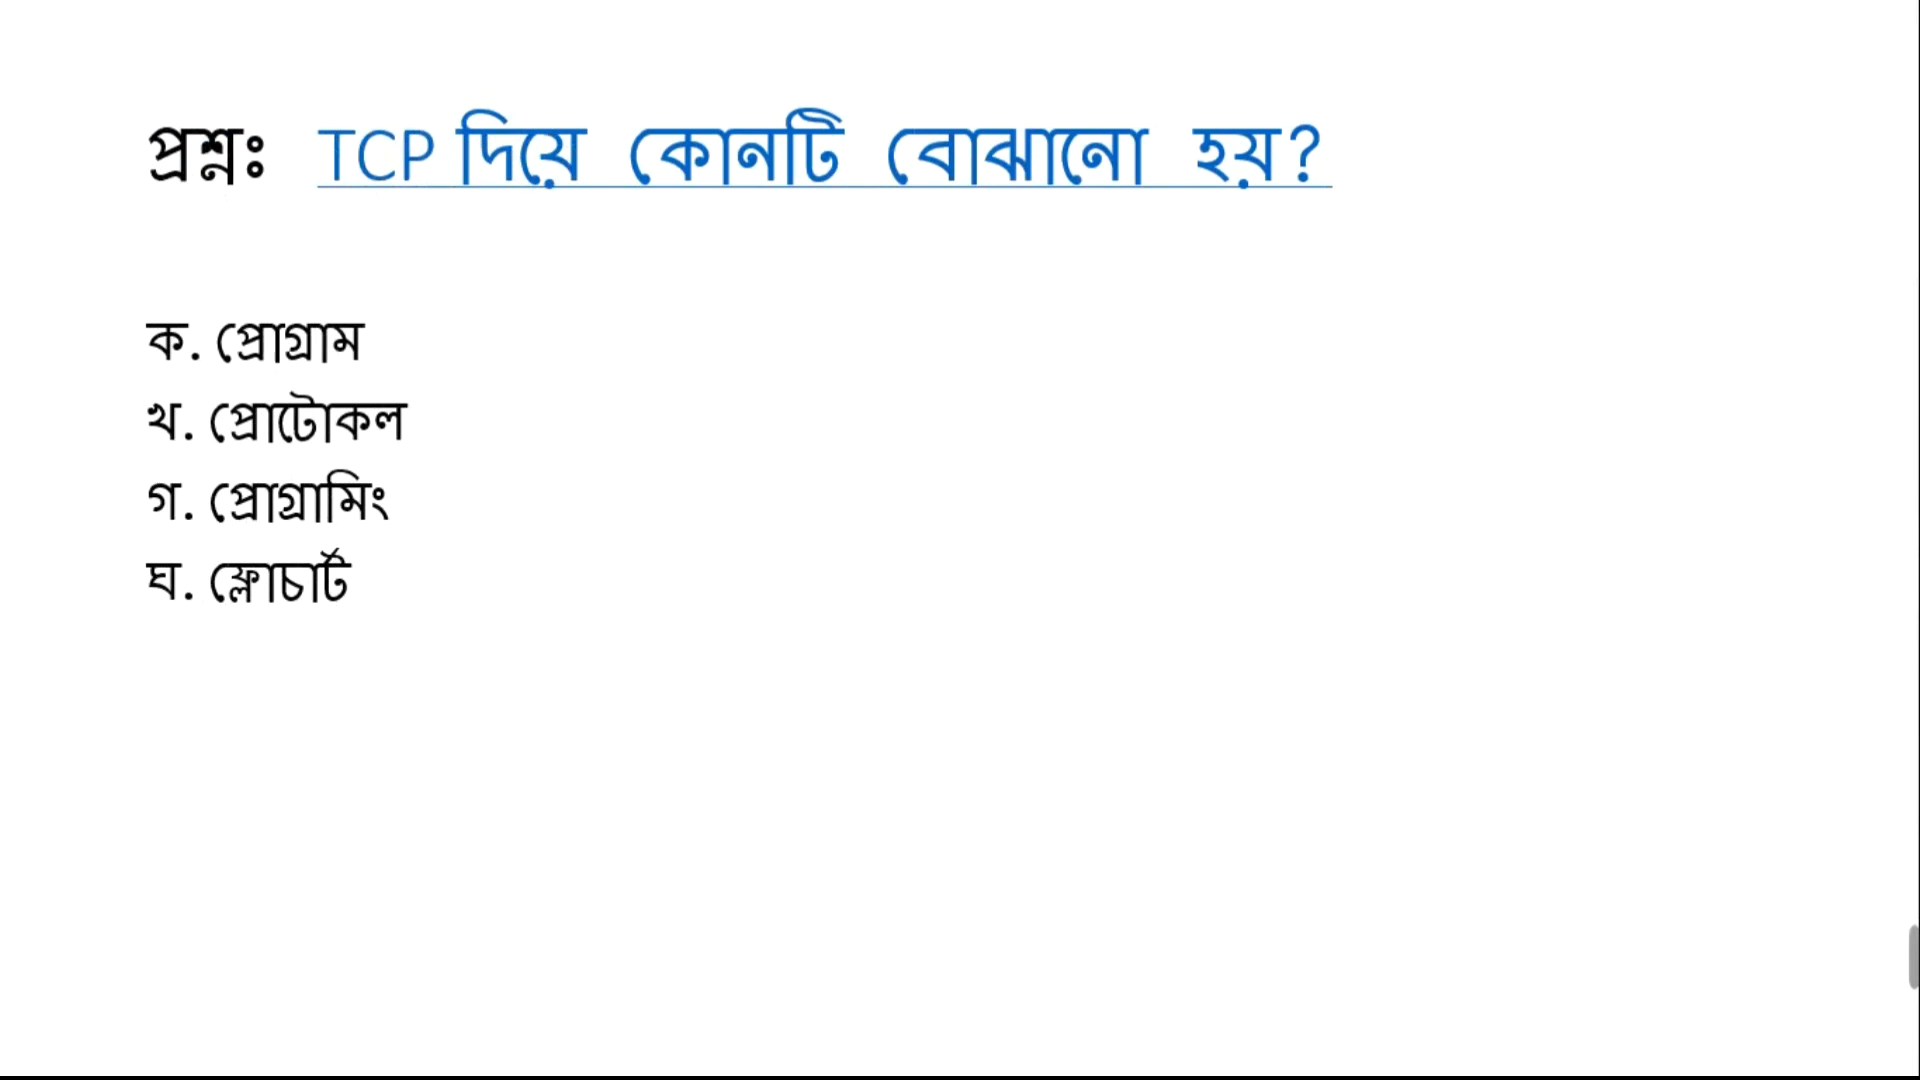 প্রশ্নঃ TCP দিয়ে কোনটি বোঝানো হয়?
ক. প্রোগ্রাম
খ. প্রোটোকল
গ. প্রোগ্রামিং
ঘ. ফ্লোচার্ট